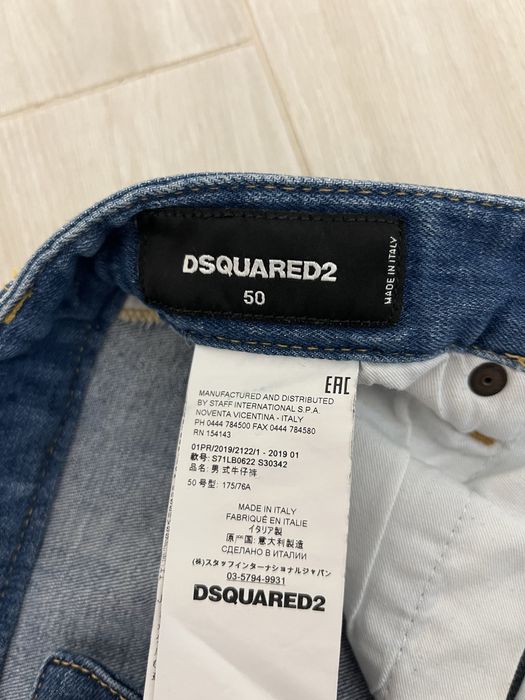 DSQUARED2
50
MADE IN ITALY
EAC
MANUFACTURED AND DISTRIBUTED
BY STAFF INTERNATIONAL S.P.A.
NOVENTA VICENTINA - ITALY
PH 0444 784500 FAX 0444 784580
RN 154143
01PR/2019/2122/1 - 2019 01
款号: S71LB0622 S30342
品名: 男式牛仔裤
50 号型: 175/76A
MADE IN ITALY
FABRIQUÉ EN ITALIE
イタリア製
原产国: 意大利制造
СДЕЛАНО В ИТАЛИИ
(株)スタッフインターナショナルジャパン
03-5794-9931
DSQUARED2